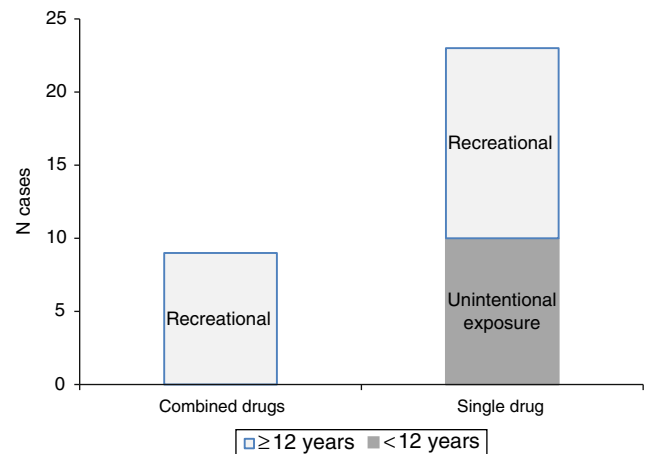 25
20
15
10
5
0
N cases
Recreational
Recreational
Unintentional
exposure
Combined drugs
Single drug
≥12 years <12 years